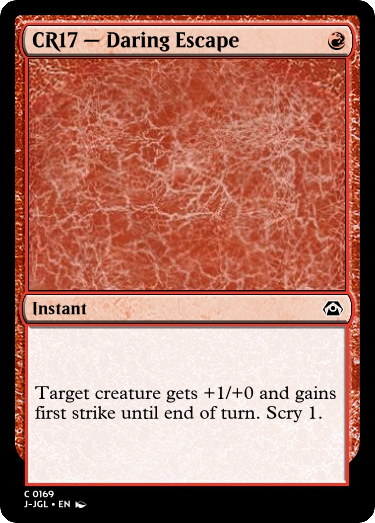 CR17 — Daring Escape
Instant
Target creature gets +1/+0 and gains
first strike until end of turn. Scry 1.
C 0169
J-JGL • EN